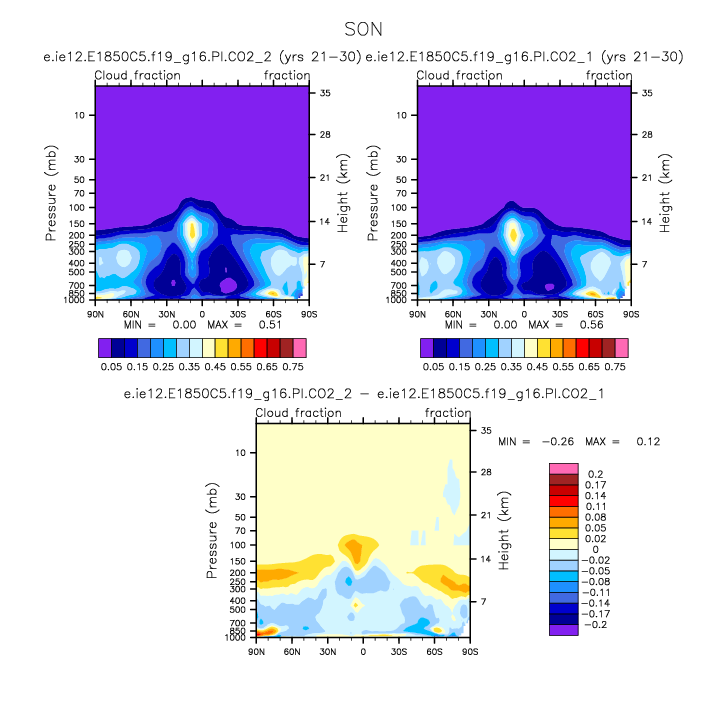 SON
e.ie12.E1850C5.f19_g16.PI.CO2_2 (yrs 21−30) e.ie12.E1850C5.f19_g16.PI.CO2_1 (yrs 21−30)
Cloud fraction fraction Cloud fraction fraction
Pressure (mb) Height (km) Pressure (mb) Height (km)
10 35 10 35
30 28 30 28
50 21 50 21
70 70
100 14 100 14
150 150
200 200
250 7 250 7
300 300
400 400
500 500
700 700
850 850
1000 1000
90N 60N 30N 0 30S 60S 90S 90N 60N 30N 0 30S 60S 90S
MIN = 0.00 MAX = 0.51 MIN = 0.00 MAX = 0.56
0.05 0.15 0.25 0.35 0.45 0.55 0.65 0.75 0.05 0.15 0.25 0.35 0.45 0.55 0.65 0.75
e.ie12.E1850C5.f19_g16.PI.CO2_2 − e.ie12.E1850C5.f19_g16.PI.CO2_1
Cloud fraction fraction
MIN = −0.26 MAX = 0.12
Pressure (mb) Height (km)
10 35
30 28
50 21
70
100 14
150
200 7
250
300
400
500
700
850
1000
90N 60N 30N 0 30S 60S 90S
0.2
0.17
0.14
0.11
0.08
0.05
0.02
0
−0.02
−0.05
−0.08
−0.11
−0.14
−0.17
−0.2